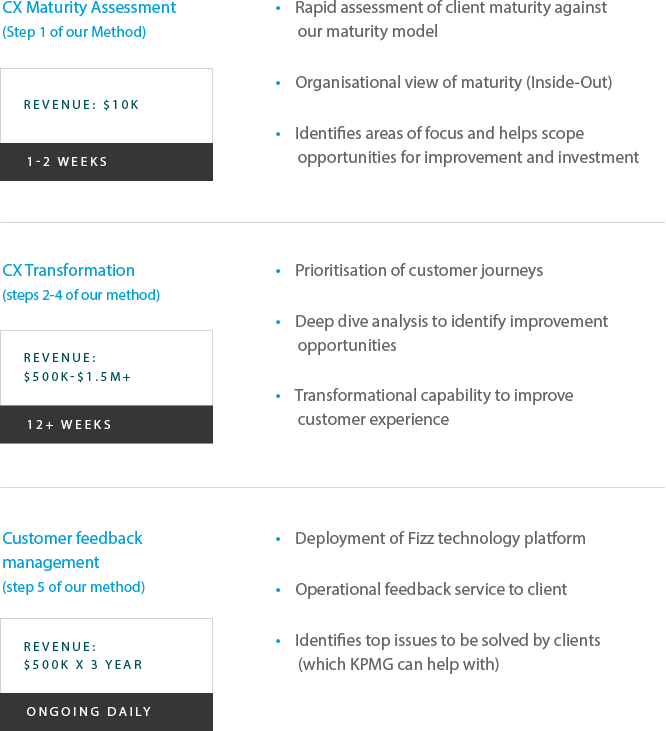 CX Maturity Assessment
(Step 1 of our Method)
REVENUE: $10K
1-2 WEEKS
• Rapid assessment of client maturity against
our maturity model
• Organisational view of maturity (Inside-Out)
• Identifies areas of focus and helps scope
opportunities for improvement and investment
CX Transformation
(steps 2-4 of our method)
REVENUE:
$500K-$1.5M+
12+ WEEKS
• Prioritisation of customer journeys
• Deep dive analysis to identify improvement
opportunities
• Transformational capability to improve
customer experience
Customer feedback
management
(step 5 of our method)
REVENUE:
$500K X 3 YEAR
ONGOING DAILY
• Deployment of Fizz technology platform
• Operational feedback service to client
• Identifies top issues to be solved by clients
(which KPMG can help with)